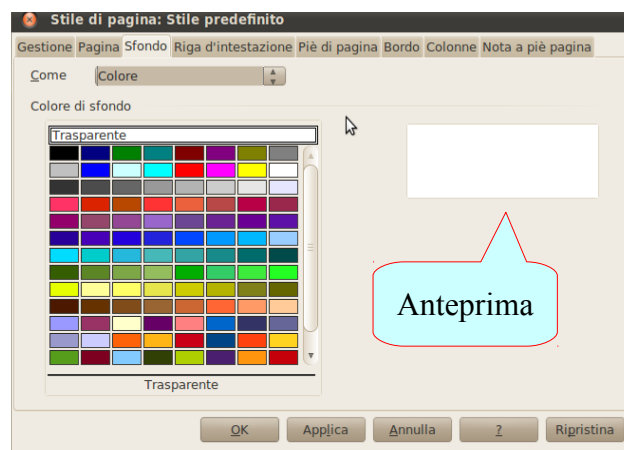 Stile di pagina: Stile predefinito
Gestione Pagina Sfondo Riga d'intestazione Piè di pagina Bordo Colonne Nota a piè pagina
Come Colore
Colore di sfondo
Trasparente
Anteprima
Trasparente
OK Applica Annulla ? Ripristina